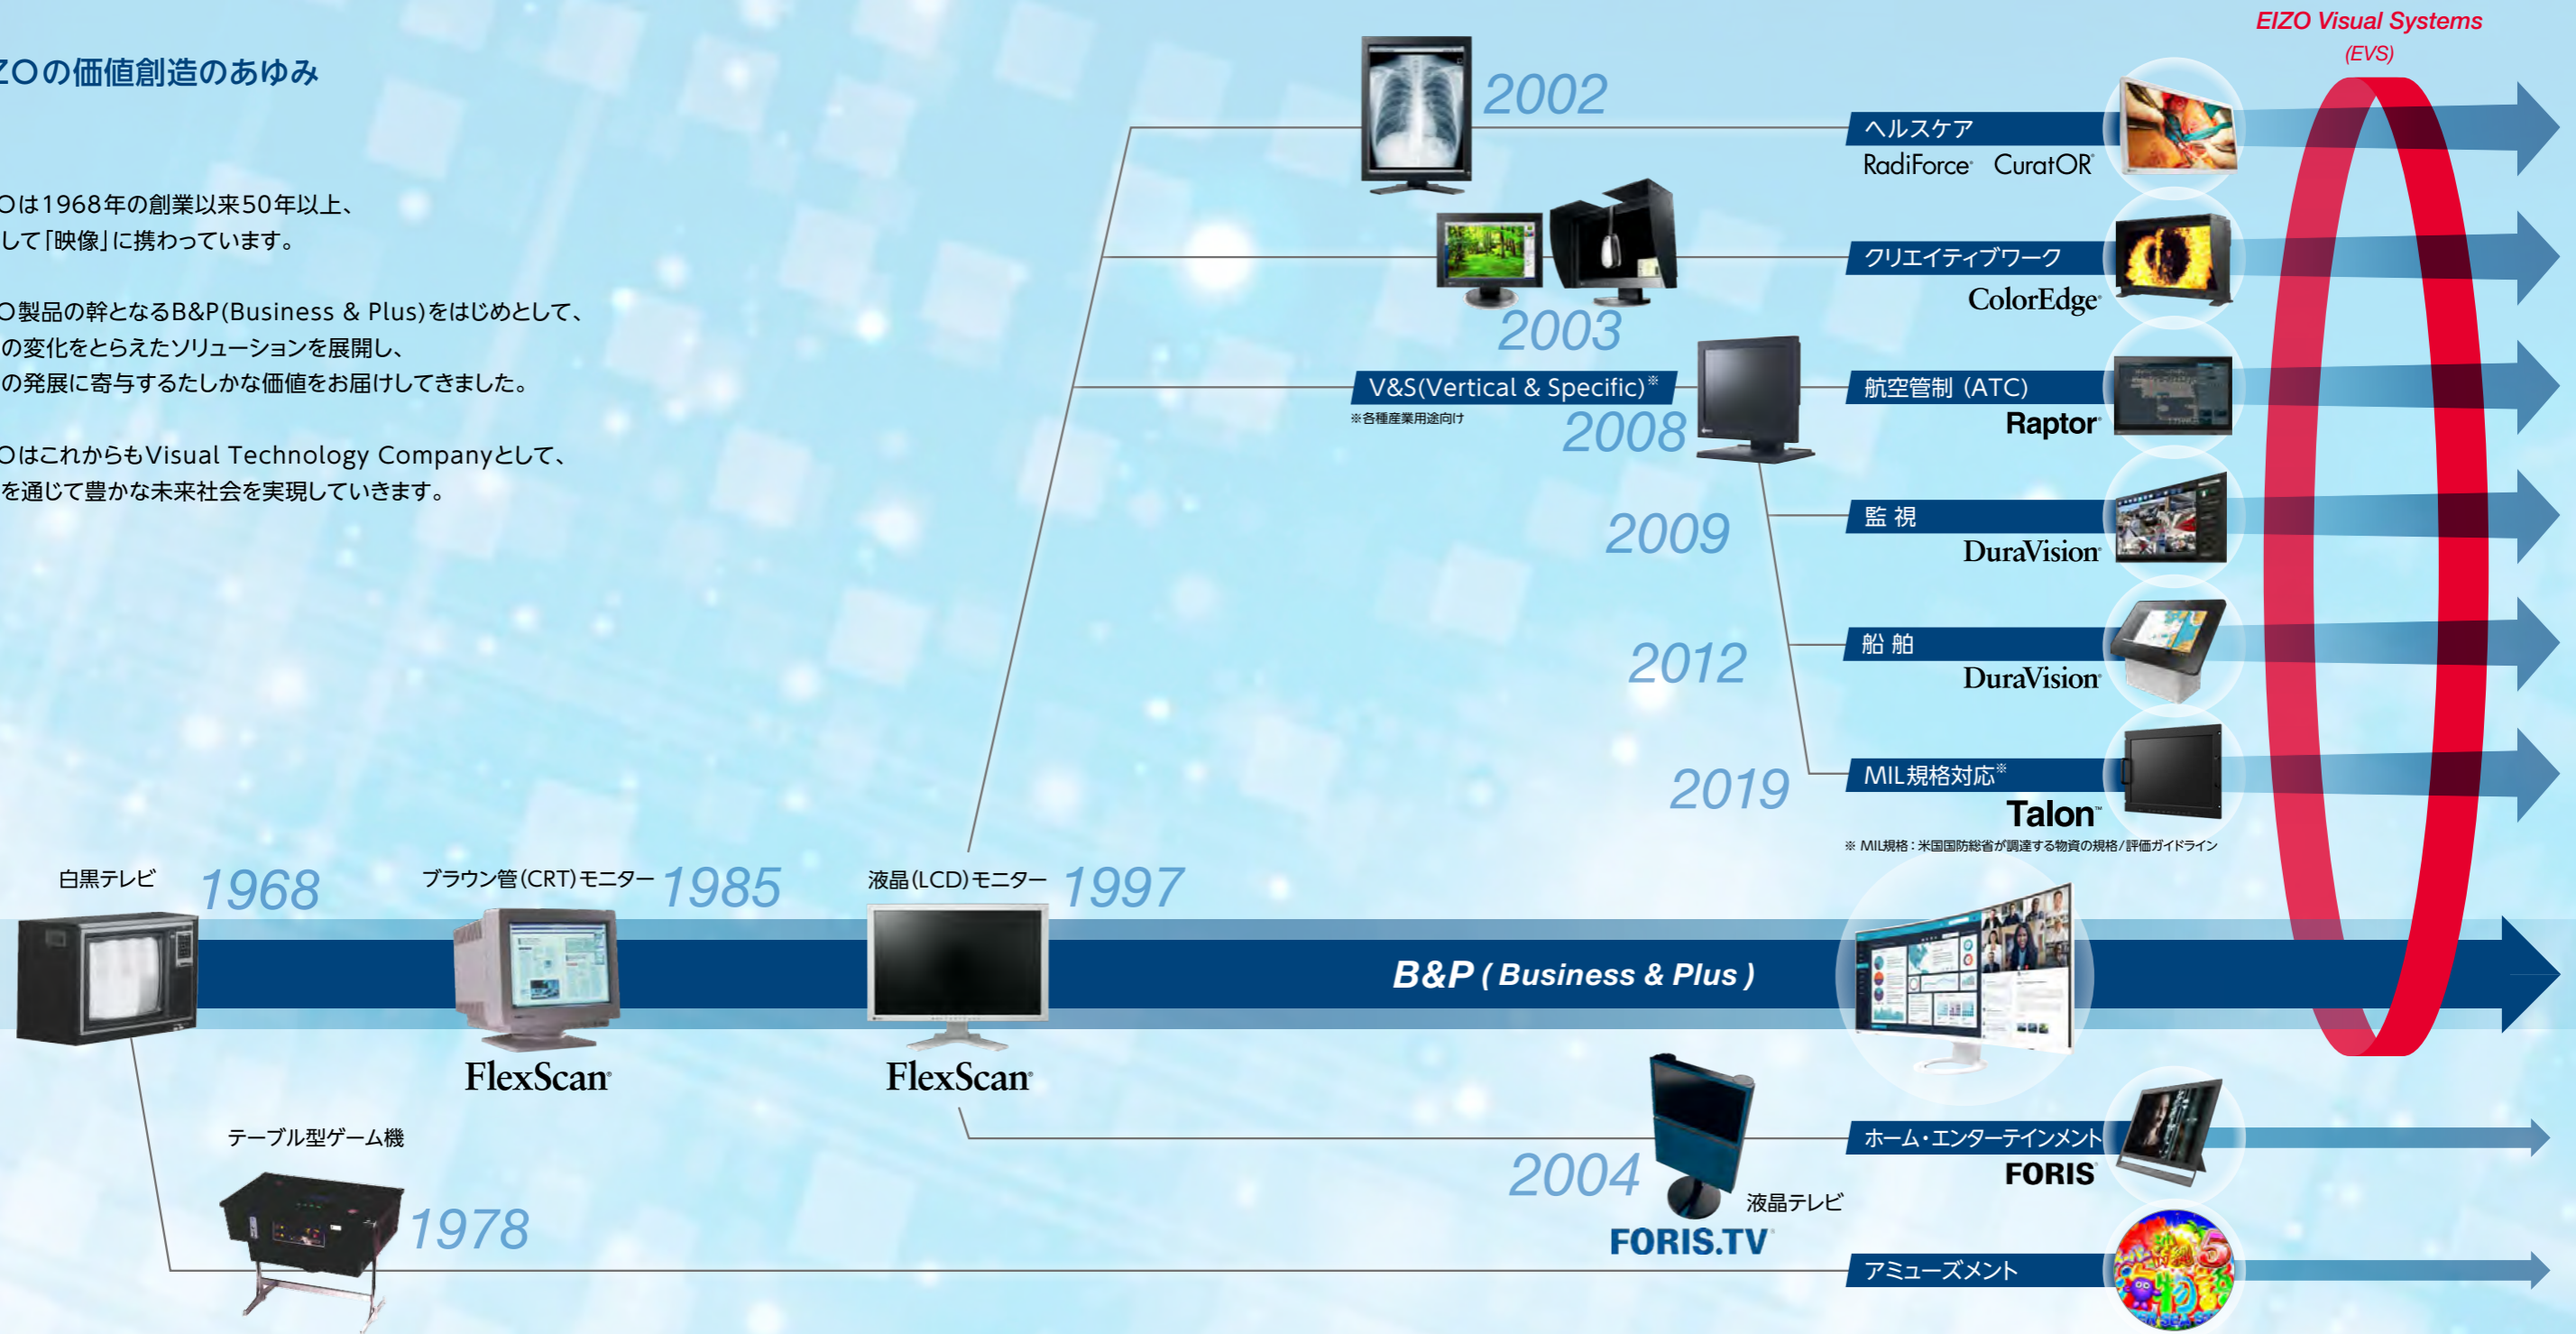 ZOの価値創造のあゆみ
Oは1968年の創業以来50年以上、
して「映像」に携わっています。
O製品の幹となるB&P(Business & Plus)をはじめとして、
の変化をとらえたソリューションを展開し、
の発展に寄与するたしかな価値をお届けしてきました。
OはこれからもVisual Technology Companyとして、
を通じて豊かな未来社会を実現していきます。
EIZO Visual Systems
(EVS)
2002
ヘルスケア
RadiForce® CuratOR®
2003
クリエイティブワーク
ColorEdge®
V&S(Vertical & Specific)※
※各種産業用途向け
2008
航空管制 (ATC)
Raptor®
2009
監視
DuraVision®
2012
船舶
DuraVision®
2019
MIL規格対応※
Talon™
※ MIL規格：米国国防総省が調達する物資の規格/評価ガイドライン
白黒テレビ 1968
ブラウン管(CRT)モニター 1985
FlexScan®
液晶(LCD)モニター 1997
FlexScan®
B&P ( Business & Plus )
テーブル型ゲーム機
1978
2004
液晶テレビ
FORIS.TV®
ホーム・エンターテインメント
FORIS®
アミューズメント